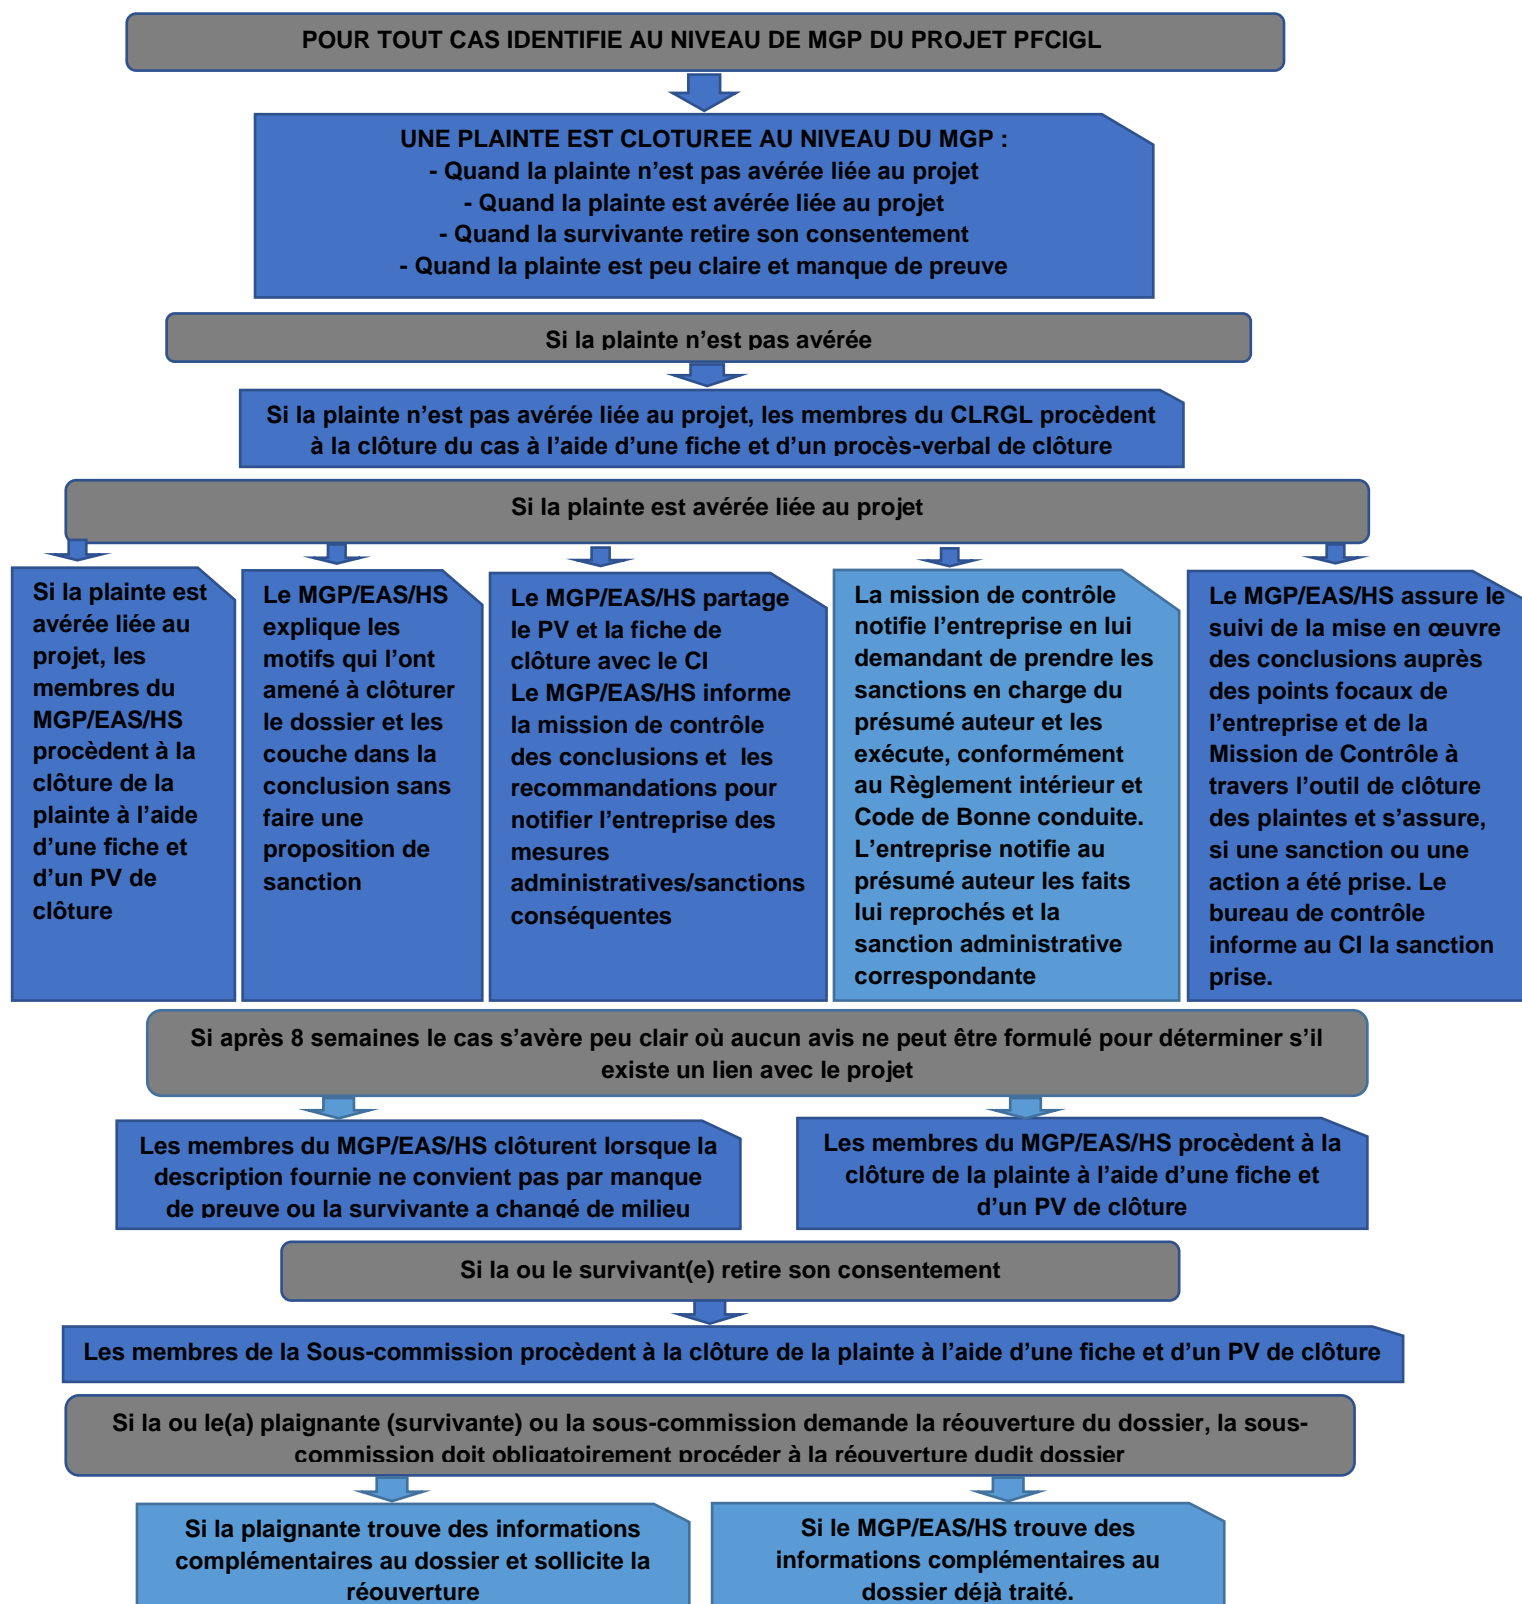 POUR TOUT CAS IDENTIFIE AU NIVEAU DE MGP DU PROJET PFCIGL
UNE PLAINTE EST CLOTUREE AU NIVEAU DU MGP :
- Quand la plainte n’est pas avérée liée au projet
- Quand la plainte est avérée liée au projet
- Quand la survivante retire son consentement
- Quand la plainte est peu claire et manque de preuve
Si la plainte n’est pas avérée
Si la plainte n’est pas avérée liée au projet, les membres du CLRGL procèdent
à la clôture du cas à l’aide d’une fiche et d’un procès-verbal de clôture
Si la plainte est avérée liée au projet
Si la plainte est
avérée liée au
projet, les
membres du
MGP/EAS/HS
procèdent à la
clôture de la
plainte à l’aide
d’une fiche et
d’un PV de
clôture
Le MGP/EAS/HS
explique les
motifs qui l’ont
amené à clôturer
le dossier et les
couche dans la
conclusion sans
faire une
proposition de
sanction
Le MGP/EAS/HS partage
le PV et la fiche de
clôture avec le CI
Le MGP/EAS/HS informe
la mission de contrôle
des conclusions et les
recommandations pour
notifier l’entreprise des
mesures
administratives/sanctions
conséquentes
La mission de contrôle
notifie l’entreprise en lui
demandant de prendre les
sanctions en charge du
présumé auteur et les
exécute, conformément
au Règlement intérieur et
Code de Bonne conduite.
L’entreprise notifie au
présumé auteur les faits
lui reprochés et la
sanction administrative
correspondante
Le MGP/EAS/HS assure le
suivi de la mise en œuvre
des conclusions auprès
des points focaux de
l’entreprise et de la
Mission de Contrôle à
travers l’outil de clôture
des plaintes et s’assure,
si une sanction ou une
action a été prise. Le
bureau de contrôle
informe au CI la sanction
prise.
Si après 8 semaines le cas s’avère peu clair où aucun avis ne peut être formulé pour déterminer s’il
existe un lien avec le projet
Les membres du MGP/EAS/HS clôturent lorsque la
description fournie ne convient pas par manque
de preuve ou la survivante a changé de milieu
Les membres du MGP/EAS/HS procèdent à la
clôture de la plainte à l’aide d’une fiche et
d’un PV de clôture
Si la ou le survivant(e) retire son consentement
Les membres de la Sous-commission procèdent à la clôture de la plainte à l’aide d’une fiche et d’un PV de clôture
Si la ou le(a) plaignante (survivante) ou la sous-commission demande la réouverture du dossier, la sous-
commission doit obligatoirement procéder à la réouverture dudit dossier
Si la plaignante trouve des informations
complémentaires au dossier et sollicite la
réouverture
Si le MGP/EAS/HS trouve des
informations complémentaires au
dossier déjà traité.